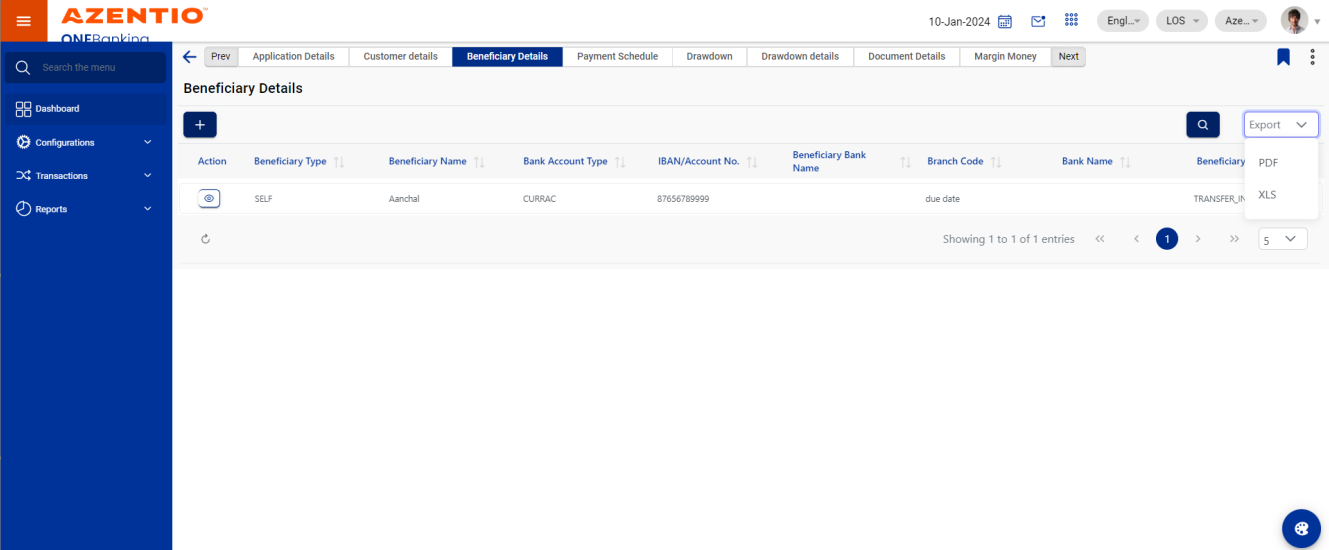 AZENTIO™
ONEBanking
10-Jan-2024
Engl...
LOS
Aze...
Search the menu
Dashboard
Configurations
Transactions
Reports
Prev
Application Details
Customer details
Beneficiary Details
Payment Schedule
Drawdown
Drawdown details
Document Details
Margin Money
Next
Beneficiary Details
+
Export
PDF
XLS
Action
Beneficiary Type
Beneficiary Name
Bank Account Type
IBAN/Account No.
Beneficiary Bank
Name
Branch Code
Bank Name
Beneficiary
SELF
Aanchal
CURRAC
87656789999
due date
TRANSFER_IN
Showing 1 to 1 of 1 entries
<<
<
1
>
>>
5